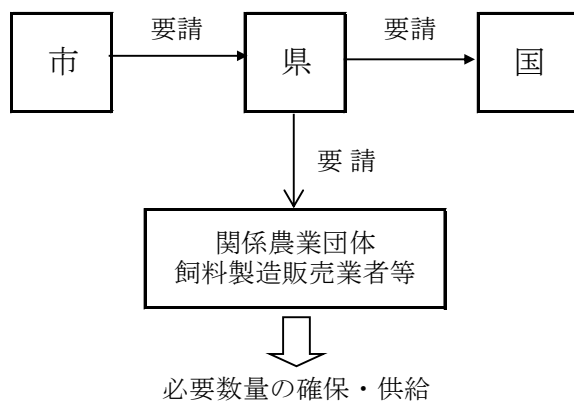 要請
要請
市
県
国
要 請
関係農業団体
飼料製造販売業者等
必要数量の確保・供給